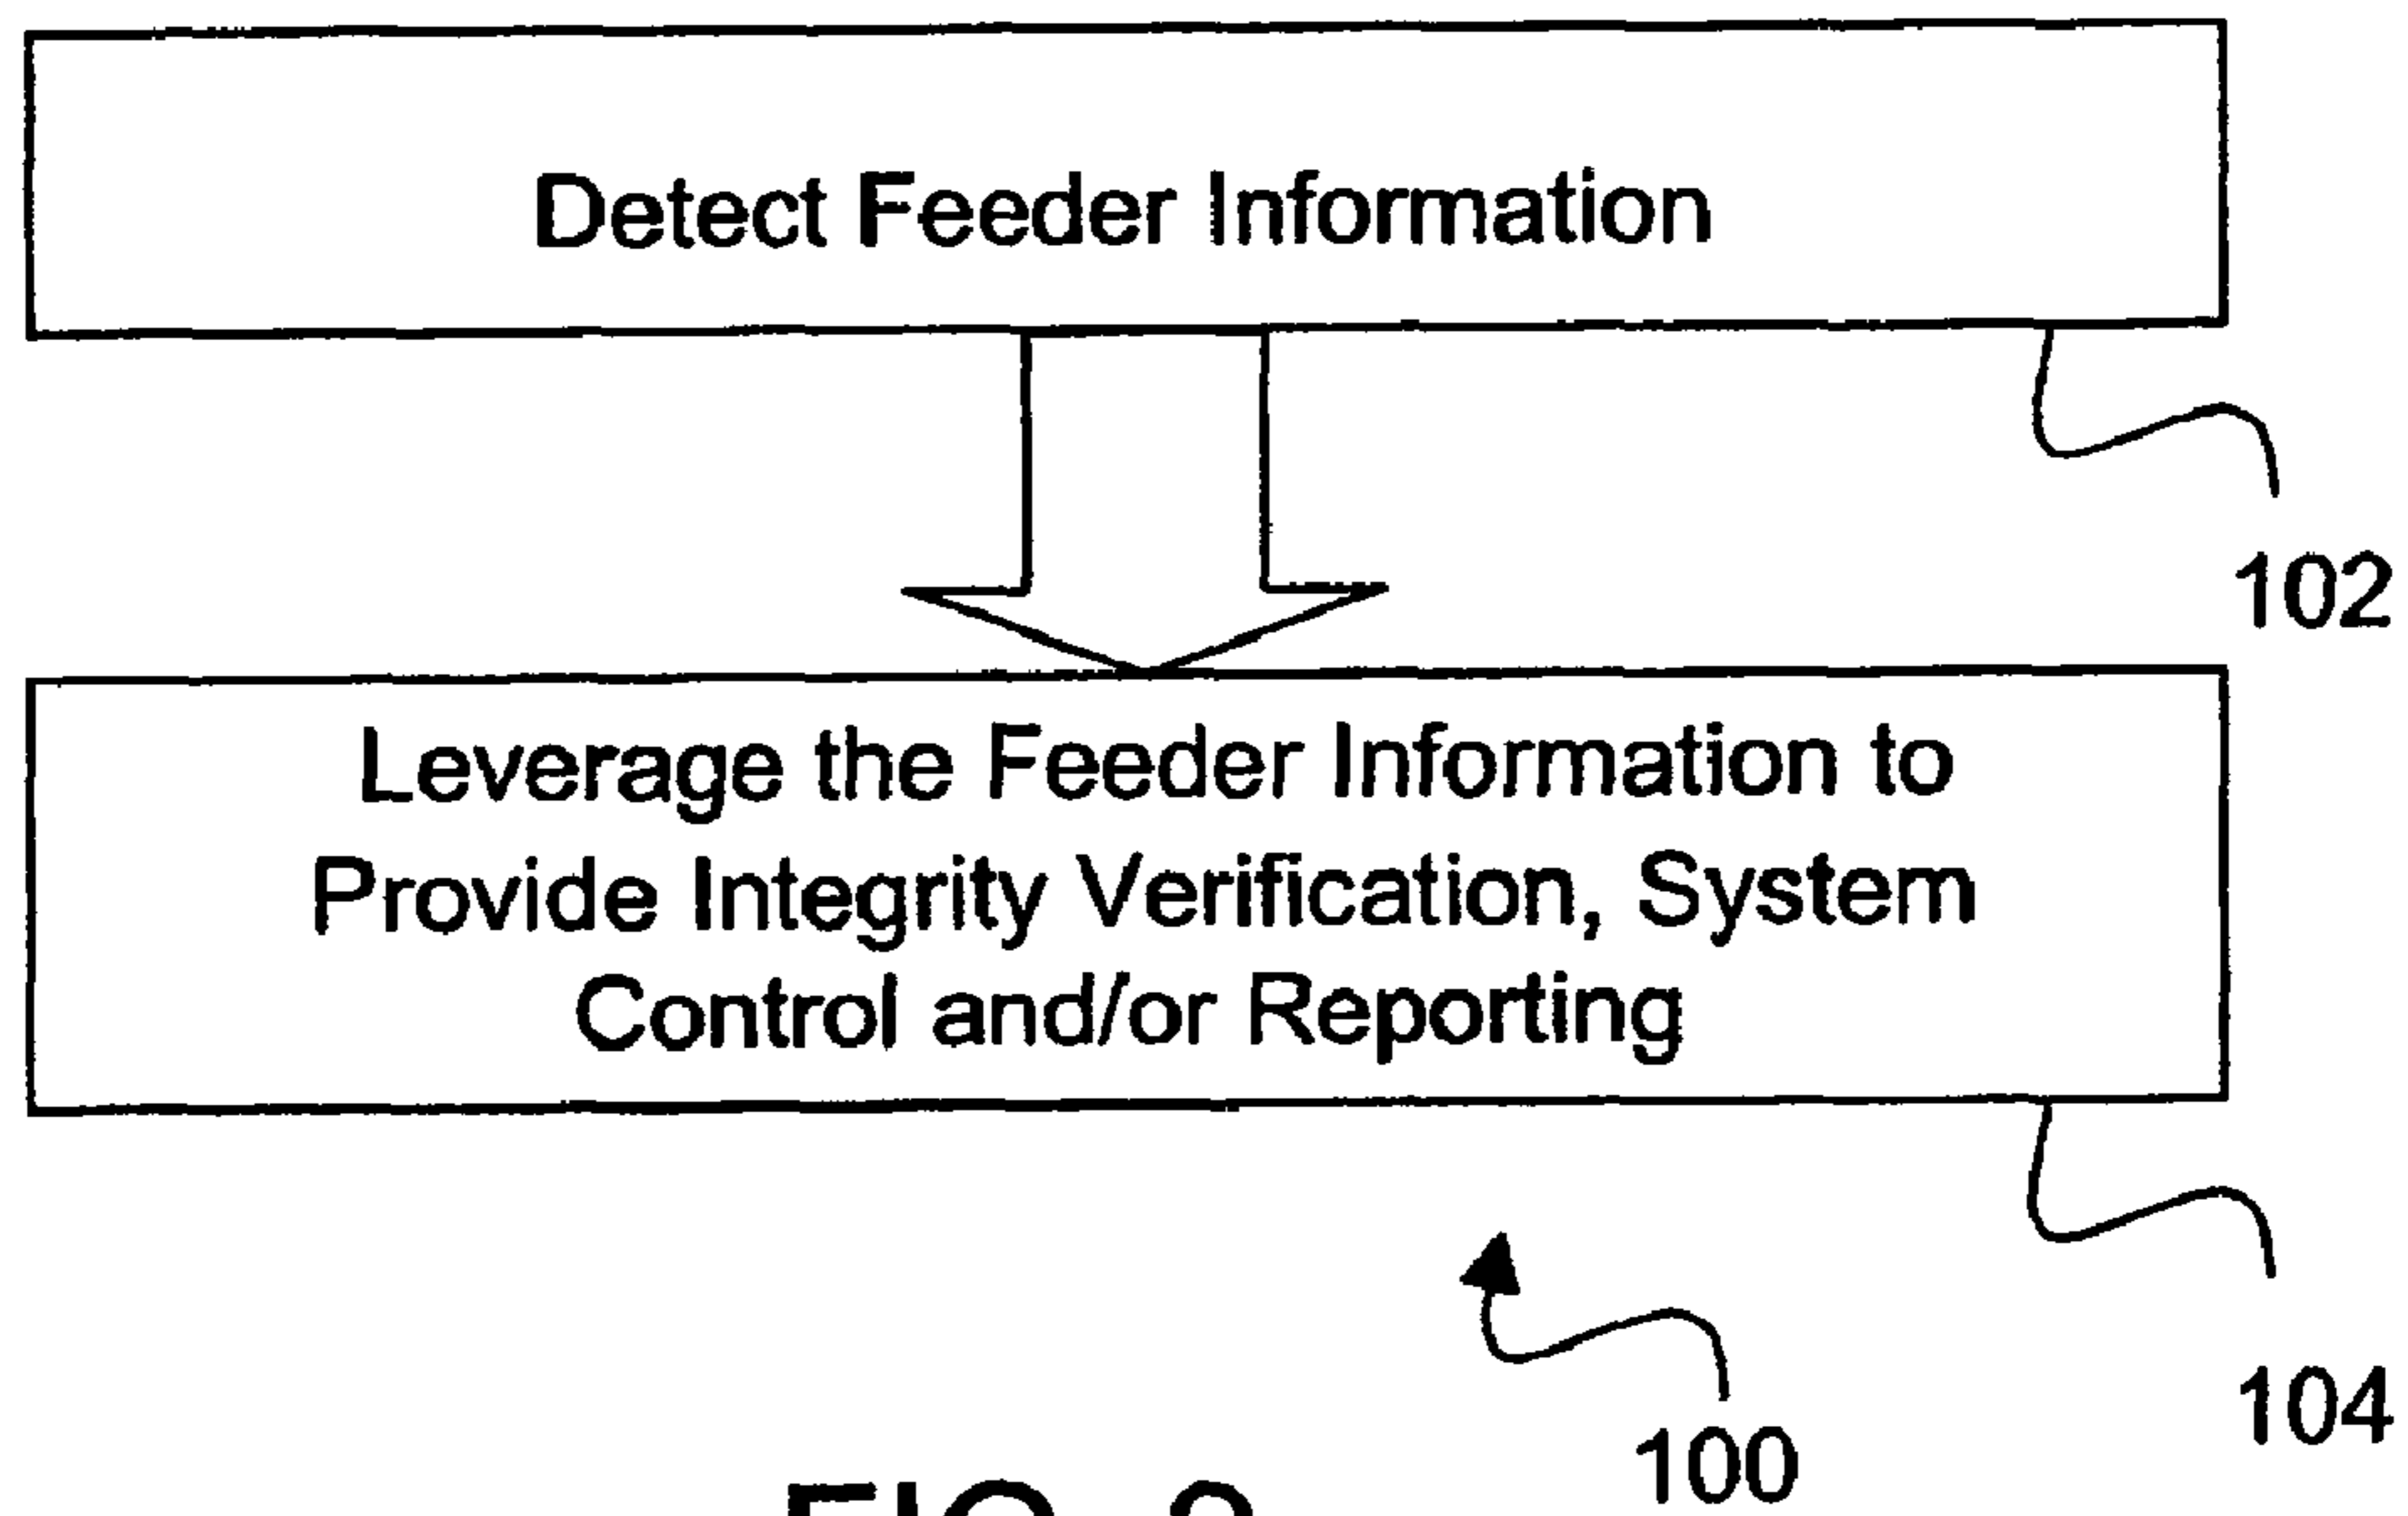 Detect Feeder Information
102
Leverage the Feeder Information to
Provide Integrity Verification, System
Control and/or Reporting
104
100